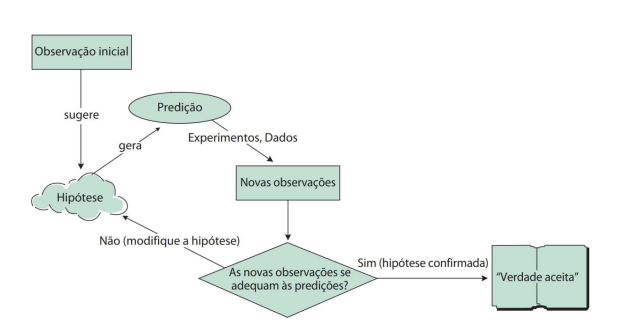 Observação inicial
sugere
Hipótese
gera
Predição
Experimentos, Dados
Novas observações
Não (modifique a hipótese)
As novas observações se
adequam às predições?
Sim (hipótese confirmada)
"Verdade aceita"